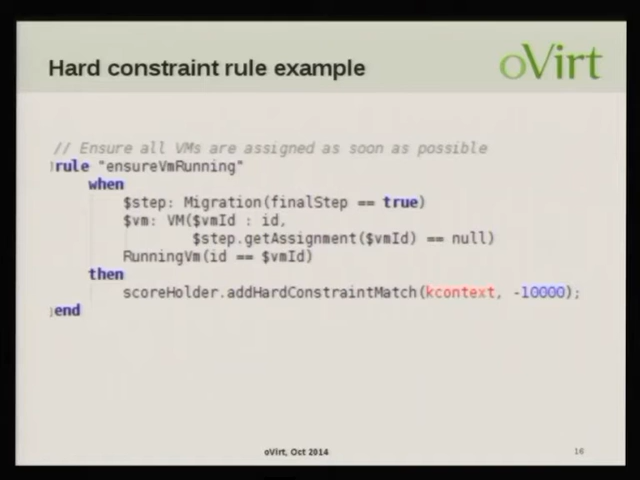 Hard constraint rule example
oVirt
// Ensure all VMs are assigned as soon as possible
rule "ensureVmRunning"
when
$step: Migration(finalStep == true)
$vm: VM($vmId : id,
$step.getAssignment($vmId) == null)
RunningVm(id == $vmId)
then
scoreHolder.addHardConstraintMatch(kcontext, -10000);
end
oVirt, Oct 2014
16